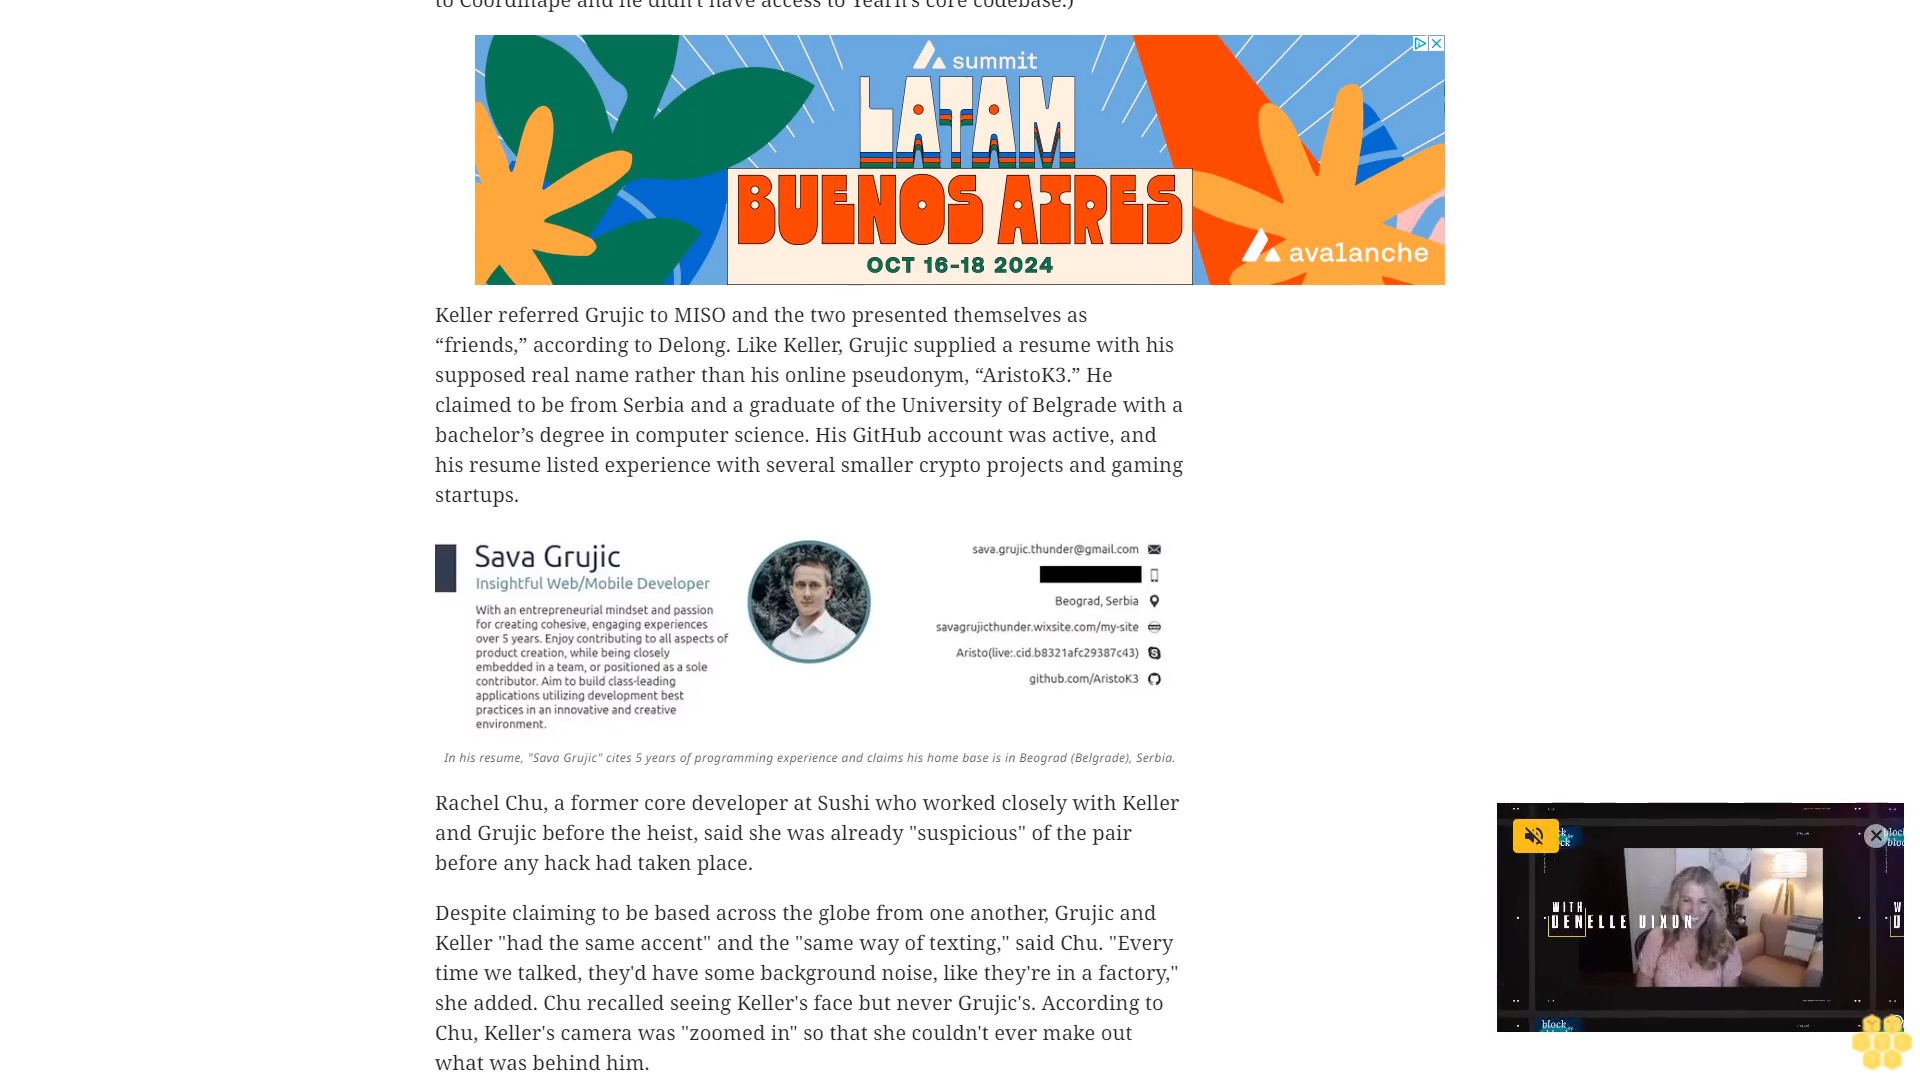 to Coordinape and he didn't have access to Yearn's core codebase.)
summit
LATAM
BUENOS AIRES
OCT 16-18 2024
avalanche
Keller referred Grujic to MISO and the two presented themselves as
“friends,” according to Delong. Like Keller, Grujic supplied a resume with his
supposed real name rather than his online pseudonym, “AristoK3.” He
claimed to be from Serbia and a graduate of the University of Belgrade with a
bachelor’s degree in computer science. His GitHub account was active, and
his resume listed experience with several smaller crypto projects and gaming
startups.
Sava Grujic
Insightful Web/Mobile Developer
With an entrepreneurial mindset and passion
for creating cohesive, engaging experiences
over 5 years. Enjoy contributing to all aspects of
product creation, while being closely
embedded in a team, or positioned as a sole
contributor. Aim to build class-leading
applications utilizing development best
practices in an innovative and creative
environment.
sava.grujic.thunder@gmail.com
Beograd, Serbia
savagrujicthunder.wixsite.com/my-site
Aristo(live:.cid.b8321afc29387c43)
github.com/AristoK3
In his resume, "Sava Grujic" cites 5 years of programming experience and claims his home base is in Beograd (Belgrade), Serbia.
Rachel Chu, a former core developer at Sushi who worked closely with Keller
and Grujic before the heist, said she was already "suspicious" of the pair
before any hack had taken place.
Despite claiming to be based across the globe from one another, Grujic and
Keller "had the same accent" and the "same way of texting," said Chu. "Every
time we talked, they'd have some background noise, like they're in a factory,"
she added. Chu recalled seeing Keller's face but never Grujic's. According to
Chu, Keller's camera was "zoomed in" so that she couldn't ever make out
what was behind him.
WITH
DENELLE DIXON
block